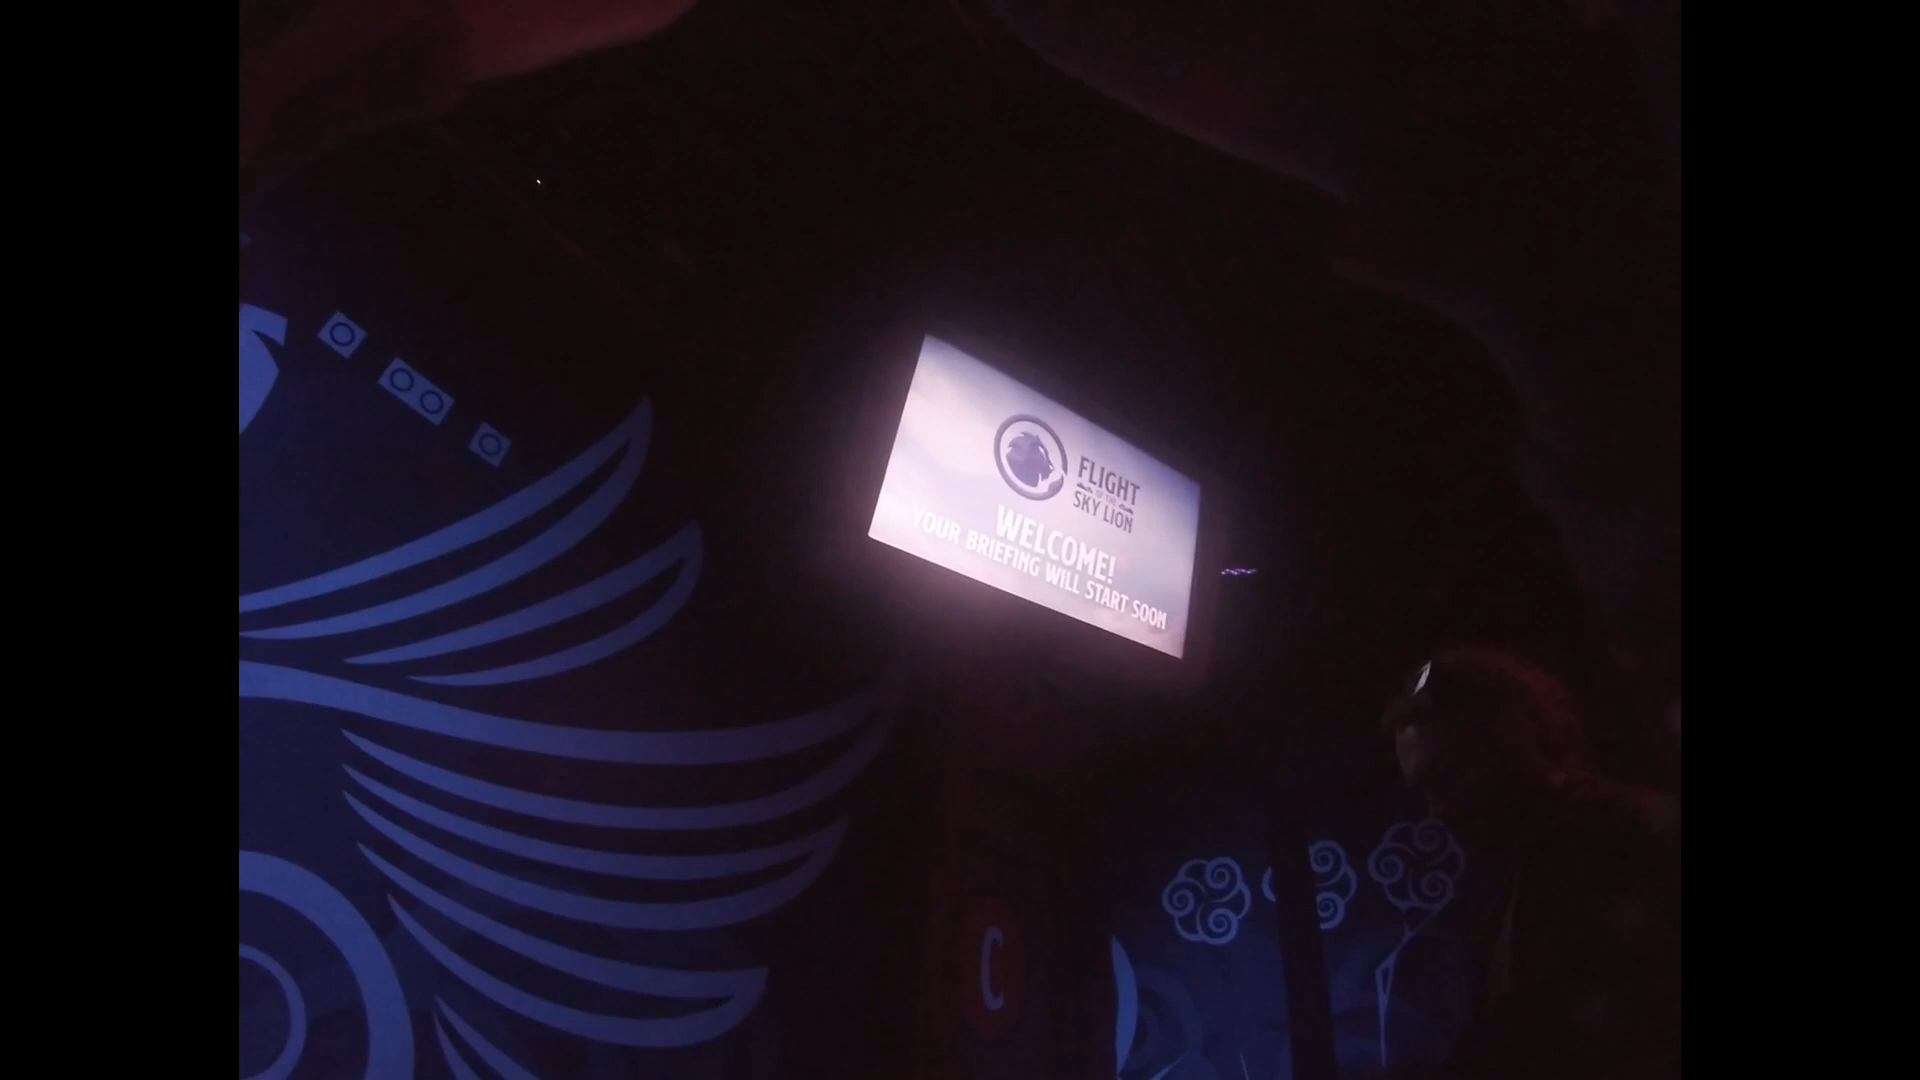 FLIGHT
OF THE
SKY LION
WELCOME!
YOUR BRIEFING WILL START SOON
C